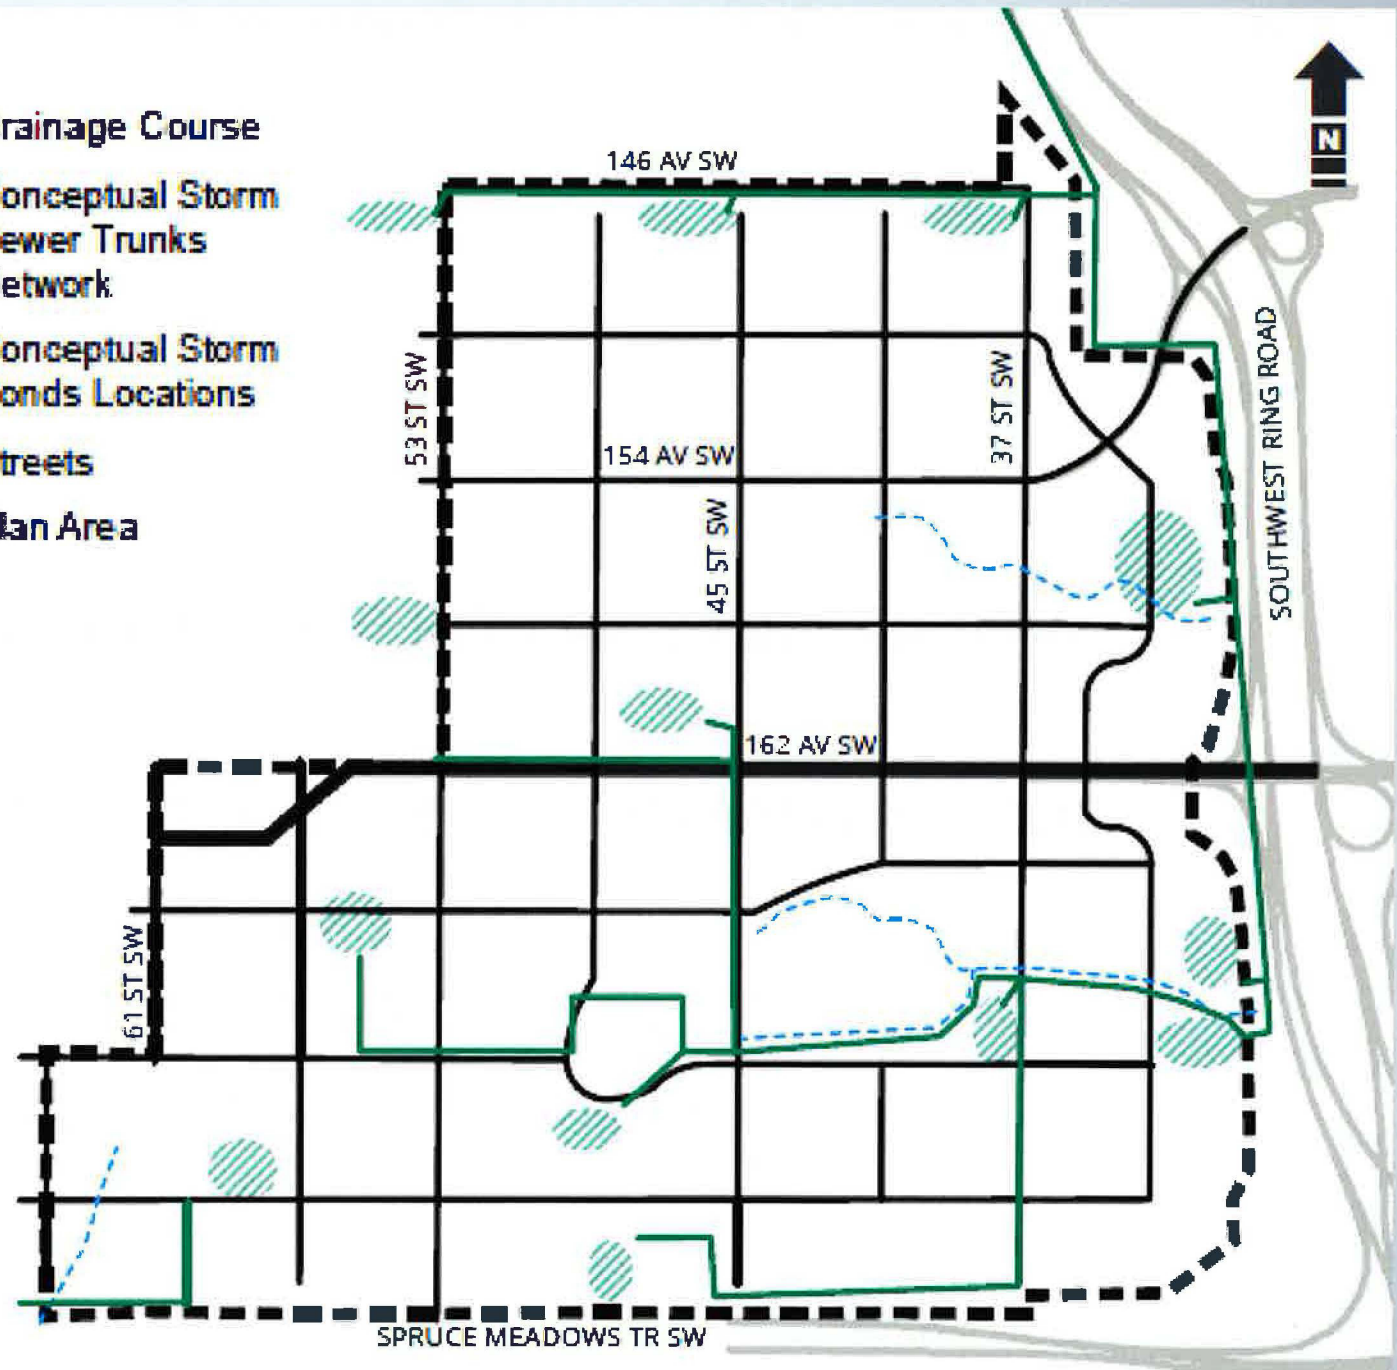 rainage Course
onceptual Storm
ewer Trunks
etwork
onceptual Storm
onds Locations
treets
lan Area
146 AV SW
N
53 ST SW
37 ST SW
154 AV SW
45 ST SW
SOUTHWEST RING ROAD
162 AV SW
61 ST SW
SPRUCE MEADOWS TR SW